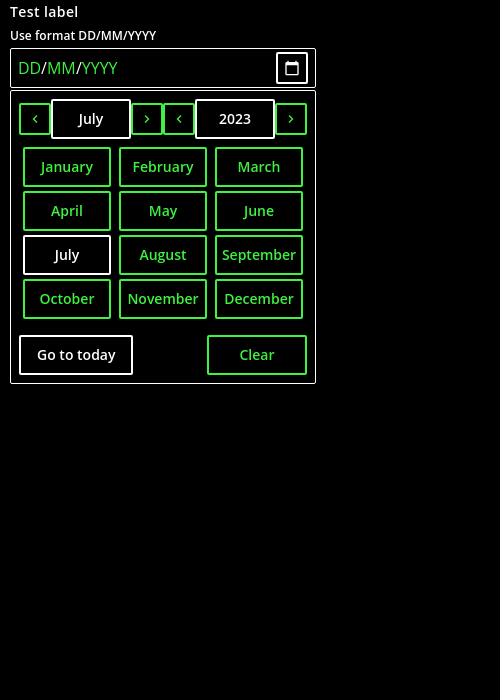 Test label
Use format DD/MM/YYYY
DD/MM/YYYY
July 2023
January February March
April May June
July August September
October November December
Go to today Clear